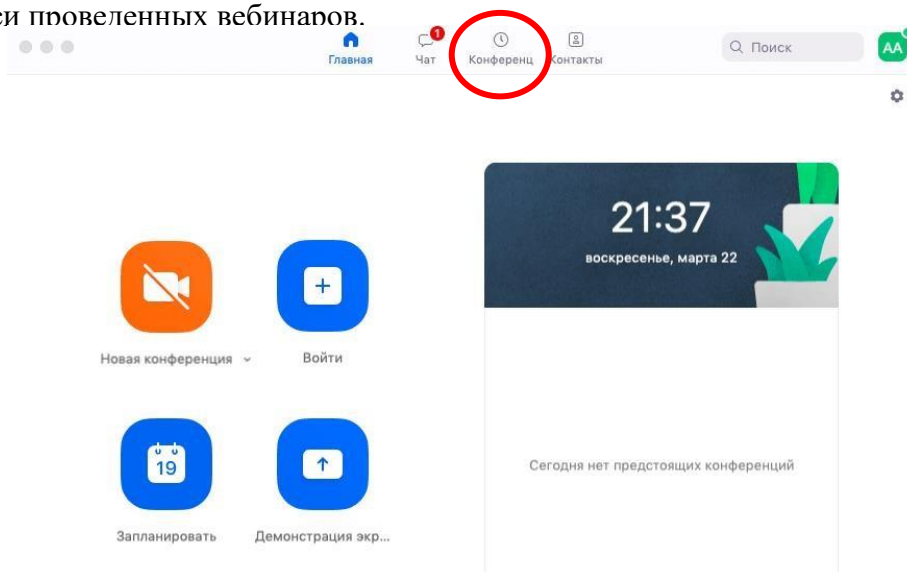 си проведенных вебинаров.
1
Главная Чат Конференц Контакты Поиск AA
21:37
воскресенье, марта 22
Новая конференция Войти
19
Сегодня нет предстоящих конференций
Запланировать Демонстрация экр...